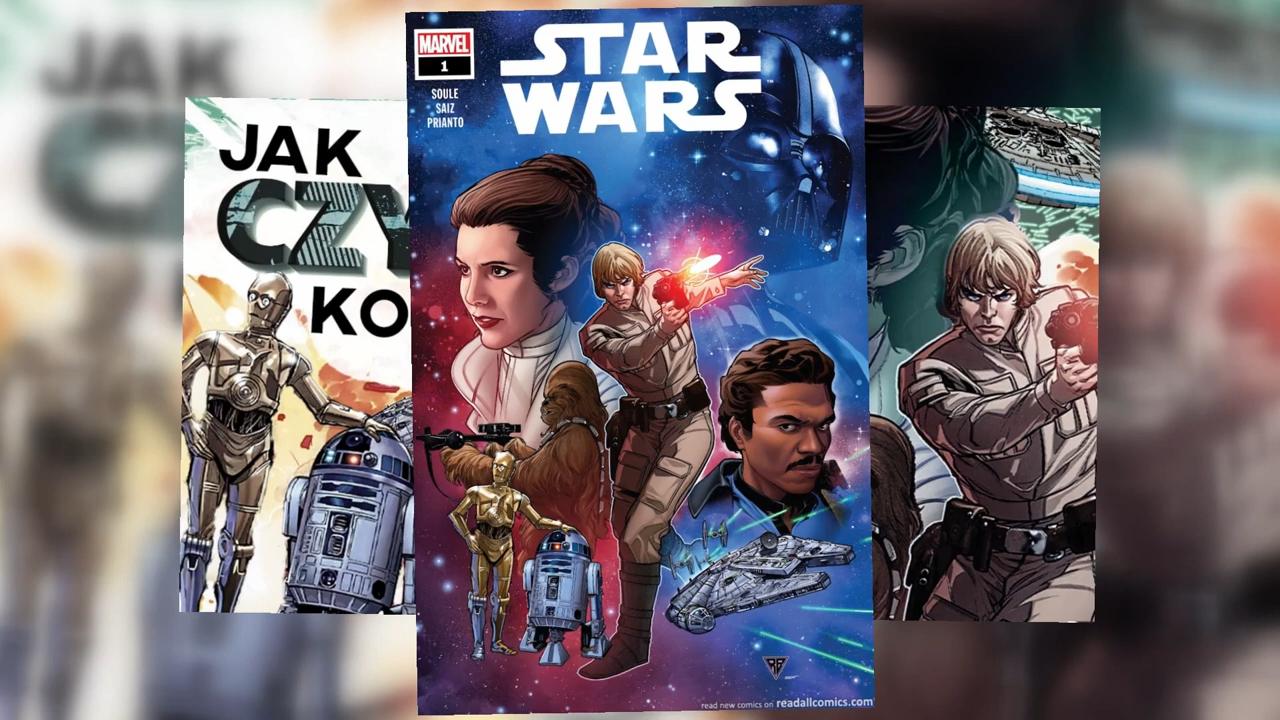 JAK
CZY
KO
MARVEL
1
SOULE
SAIZ
PRIANTO
STAR
WARS
read new comics on readallcomics.com